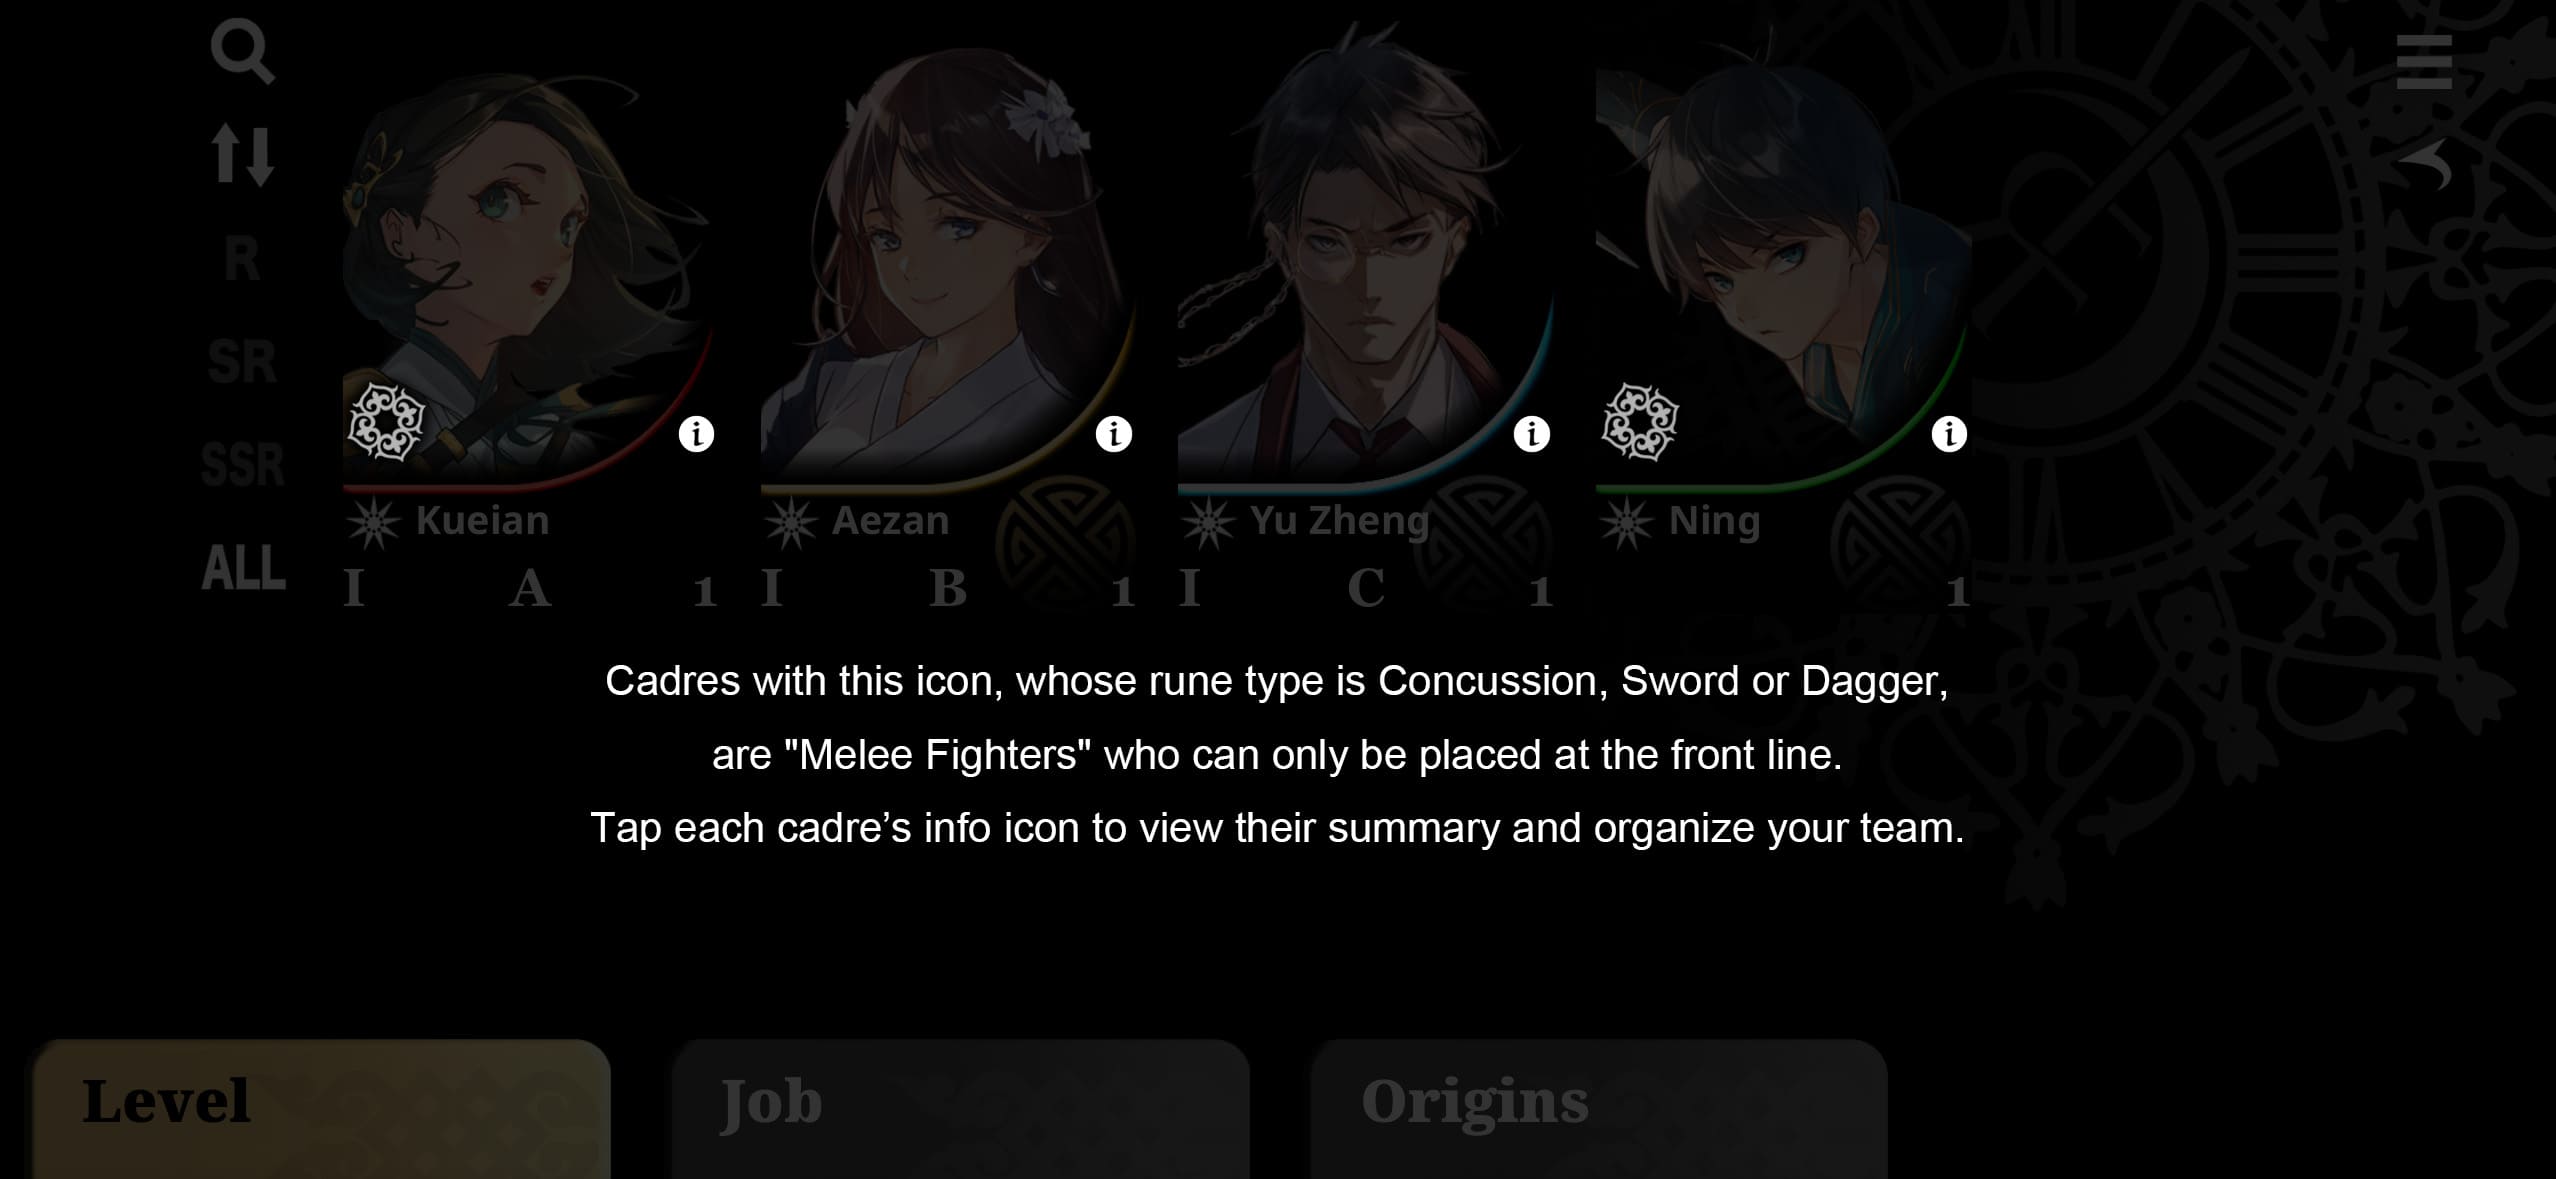 R
SR
SSR
ALL
Kueian
I A 1
Aezan
I B 1
Yu Zheng
I C 1
Ning
1
Cadres with this icon, whose rune type is Concussion, Sword or Dagger,
are "Melee Fighters" who can only be placed at the front line.
Tap each cadre’s info icon to view their summary and organize your team.
Level
Job
Origins